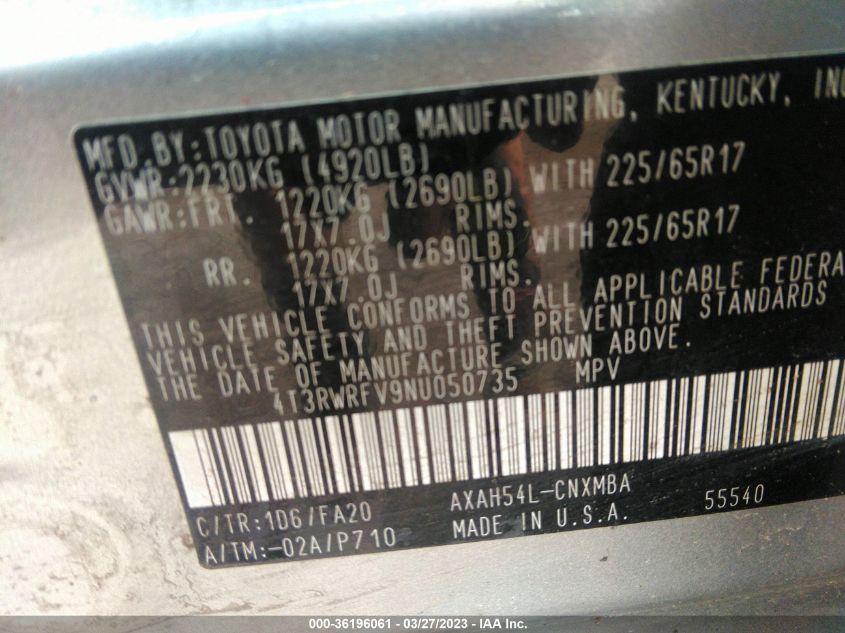 MFD.BY:TOYOTA MOTOR MANUFACTURING, KENTUCKY, INC
GVWR:2230KG (4920LB)
GAWR:FRT. 1220KG (2690LB) WITH 225/65R17
17X7.0J RIMS.
RR. 1220KG (2690LB) WITH 225/65R17
17X7.0J RIMS.
THIS VEHICLE CONFORMS TO ALL APPLICABLE FEDERA
VEHICLE SAFETY AND THEFT PREVENTION STANDARDS
THE DATE OF MANUFACTURE SHOWN ABOVE.
4T3RWRFV9NU050735 MPV
C/TR:1D6/FA20 AXAH54L-CNXMBA
A/TM:-02A/P710 MADE IN U.S.A. 55540
000-36196061 - 03/27/2023 - IAA Inc.